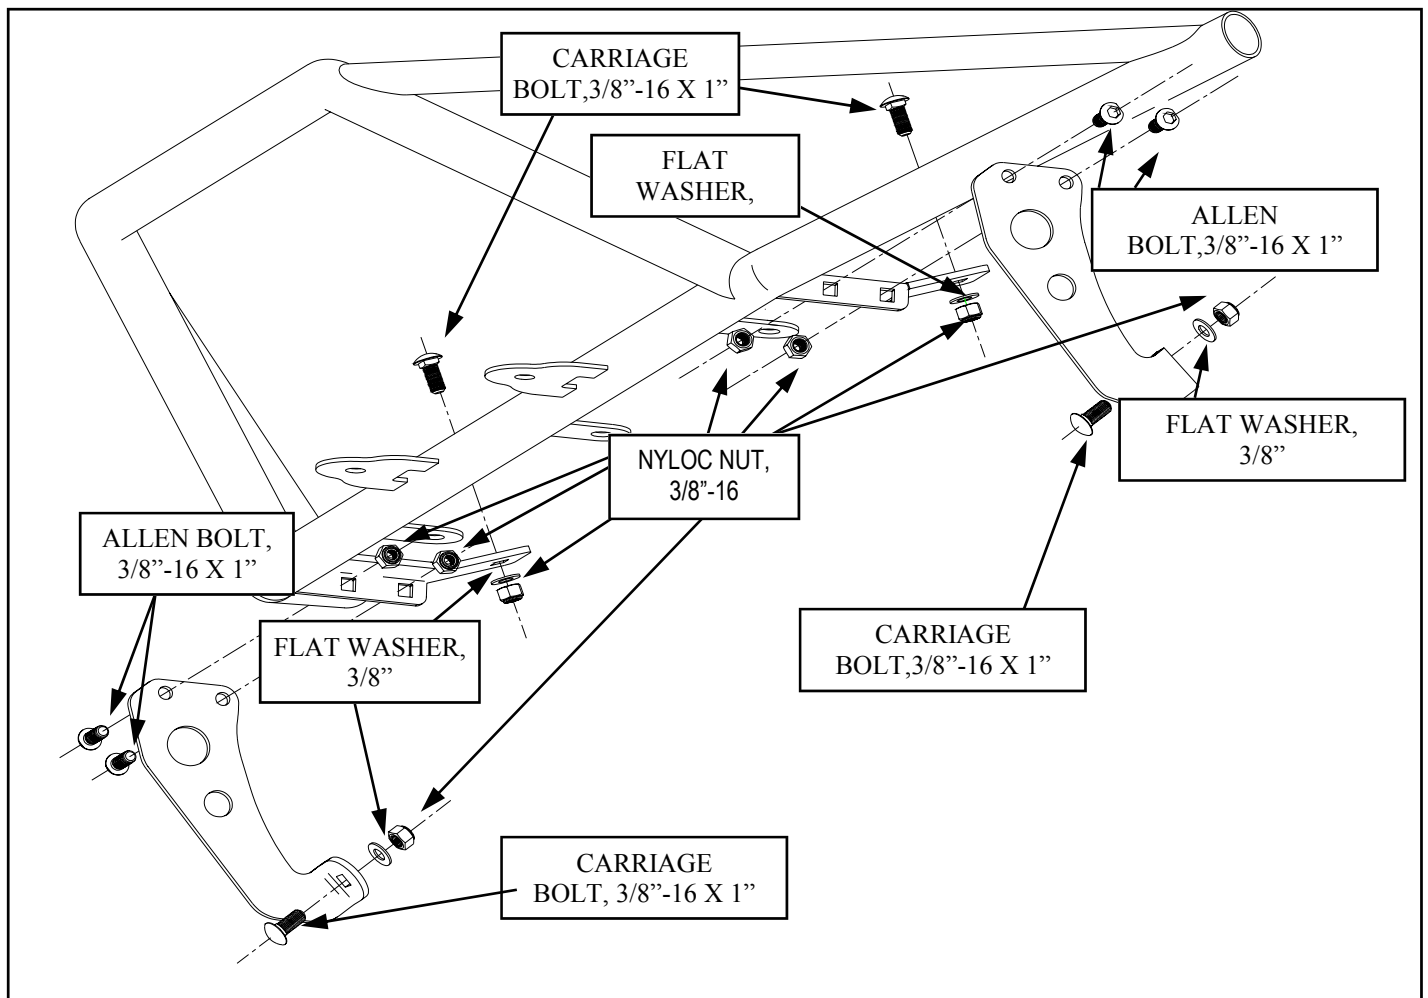 CARRIAGE
BOLT,3/8”-16 X 1”
FLAT
WASHER,
ALLEN
BOLT,3/8”-16 X 1”
FLAT WASHER,
3/8”
NYLOC NUT,
3/8”-16
ALLEN BOLT,
3/8”-16 X 1”
FLAT WASHER,
3/8”
CARRIAGE
BOLT,3/8”-16 X 1”
CARRIAGE
BOLT, 3/8”-16 X 1”